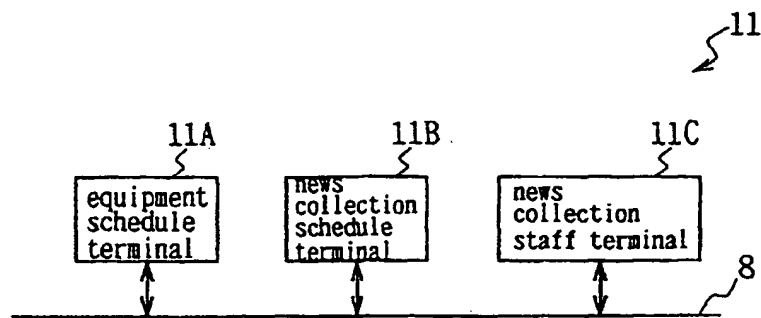 11
11A
11B
11C
equipment
schedule
terminal
news
collection
schedule
terminal
news
collection
staff terminal
8